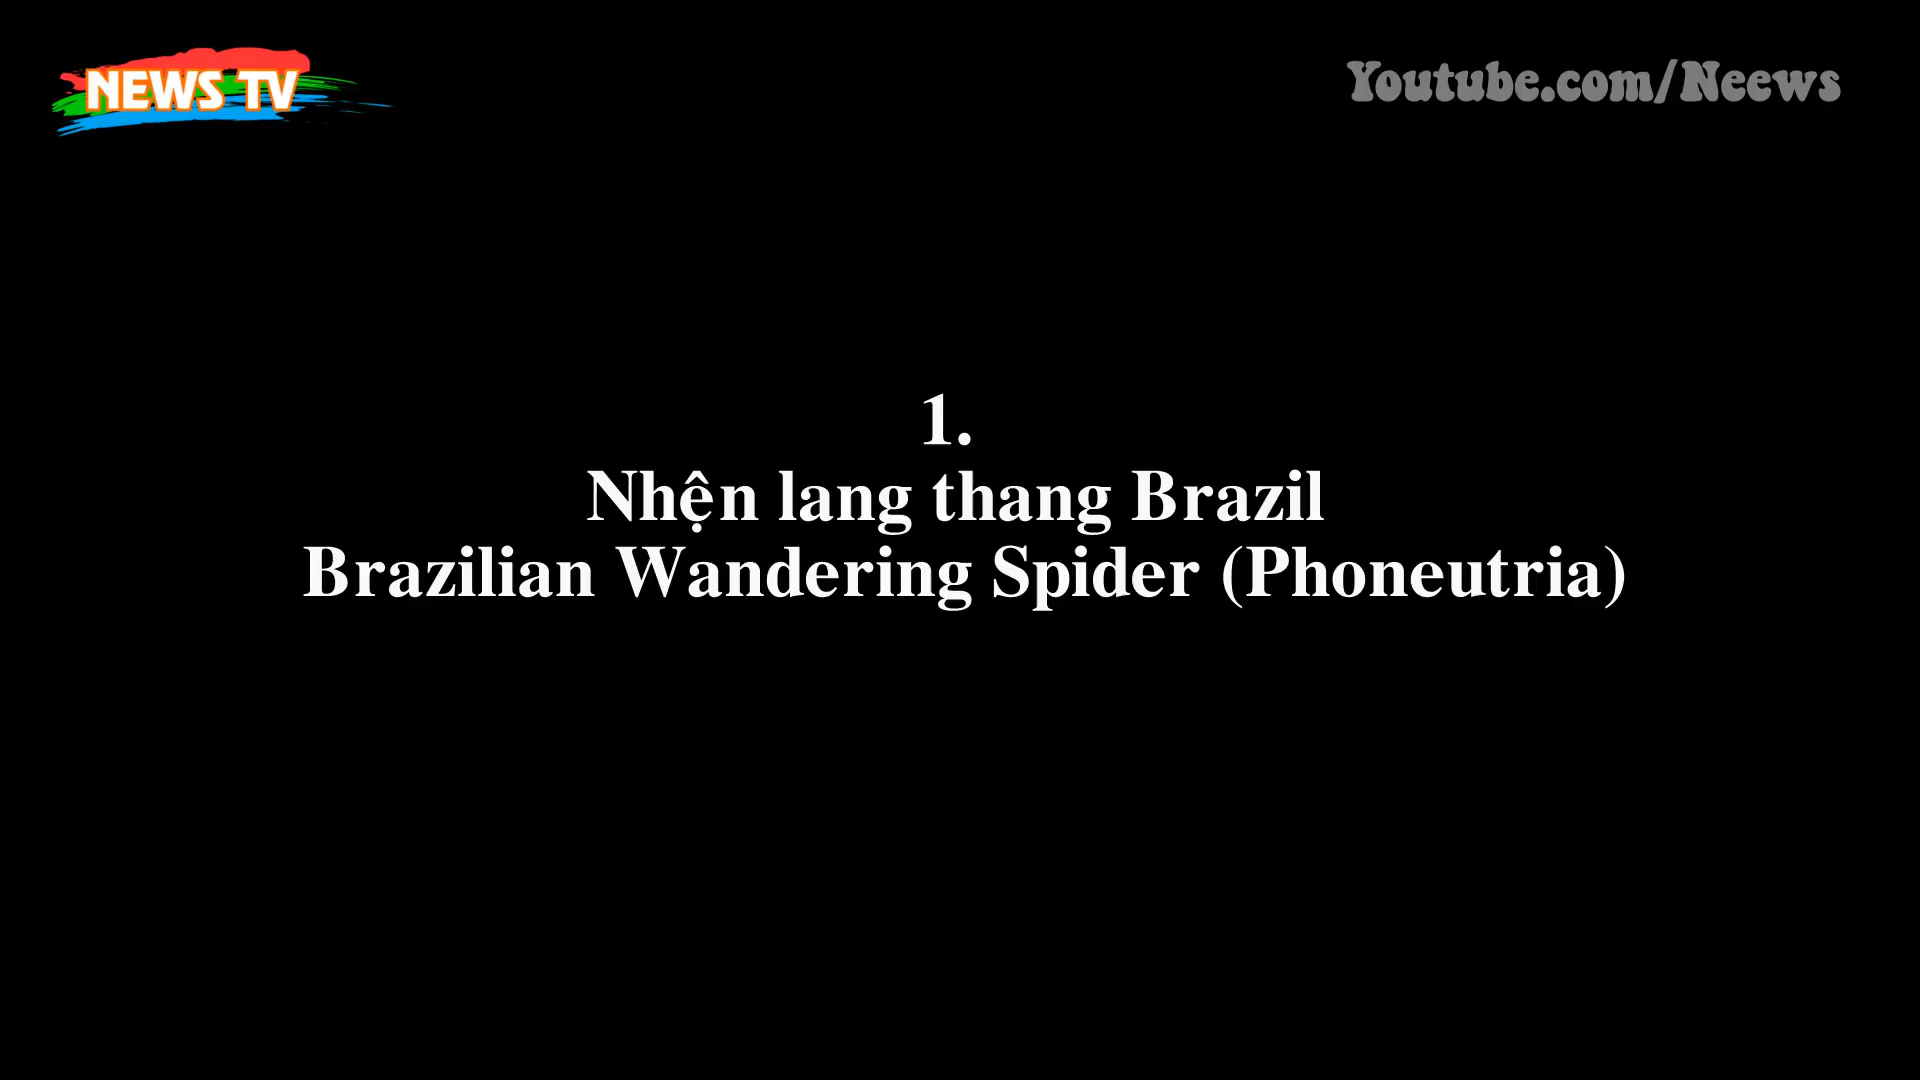 NEWS TV
Youtube.com/Neews
1.
Nhện lang thang Brazil
Brazilian Wandering Spider (Phoneutria)